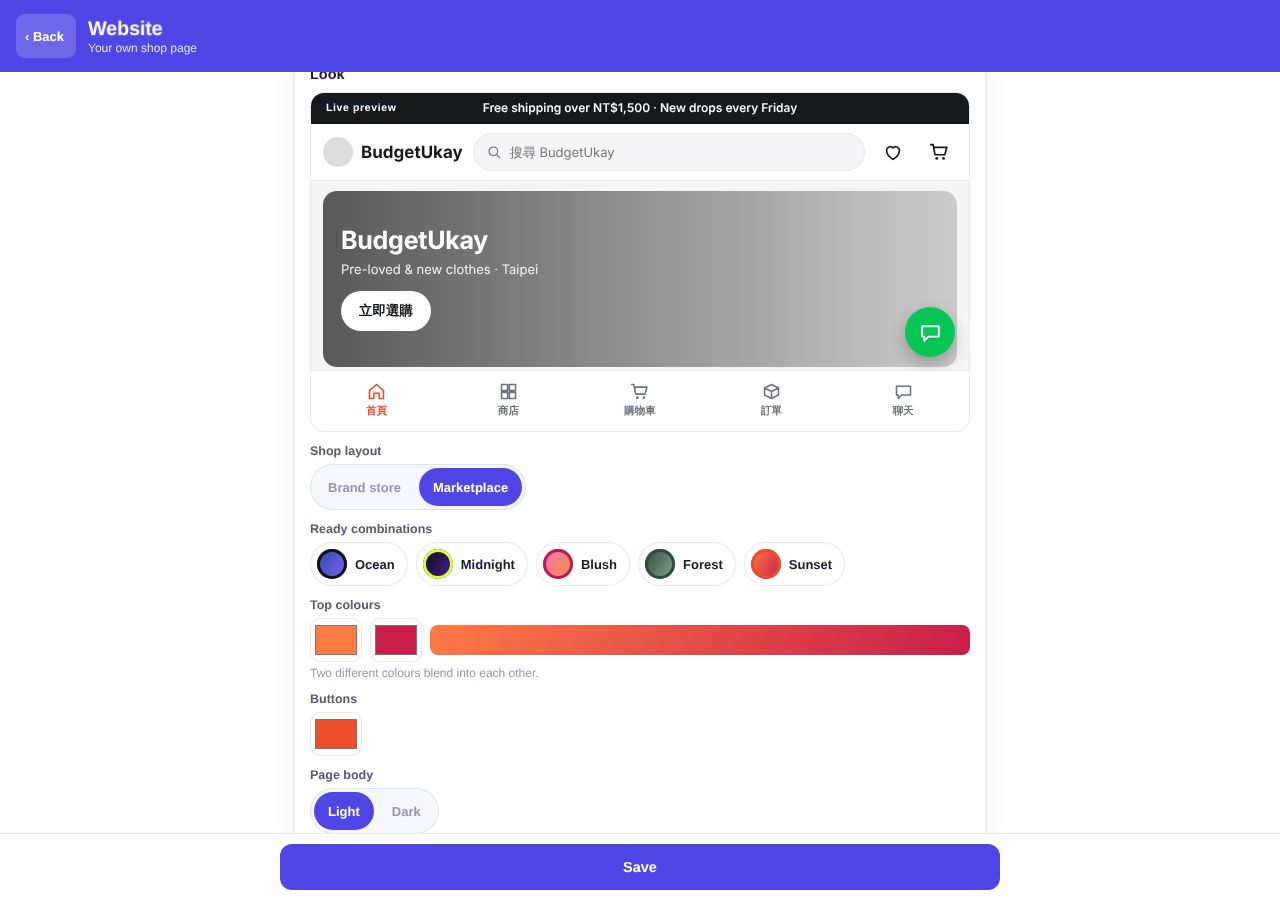 ‹ Back
Website
Your own shop page
Look
Live preview
Free shipping over NT$1,500 · New drops every Friday
BudgetUkay
搜尋 BudgetUkay
BudgetUkay
Pre-loved & new clothes · Taipei
立即選購
首頁
商店
購物車
訂單
聊天
Shop layout
Brand store
Marketplace
Ready combinations
Ocean
Midnight
Blush
Forest
Sunset
Top colours
Two different colours blend into each other.
Buttons
Page body
Light
Dark
Save